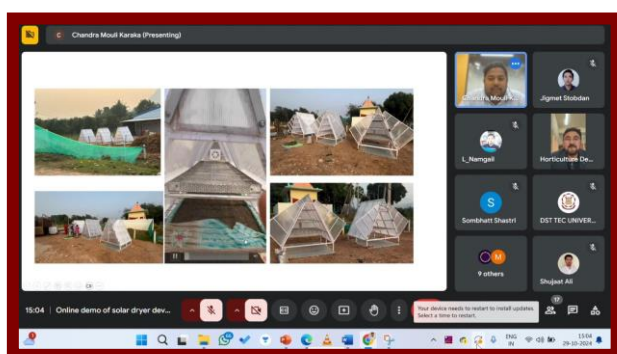 C Chandra Mouli Karaka (Presenting)
Chandra Mouli Ka...
Jigmet Stobdan
L_Namgail
Horticulture De...
S
Sombhatt Shastri
DST TEC UNIVER...
M
9 others
Shujaat Ali
15:04 | Online demo of solar dryer dev...
Your device needs to restart to install updates.
Select a time to restart.
17
ENG
IN
29-10-2024